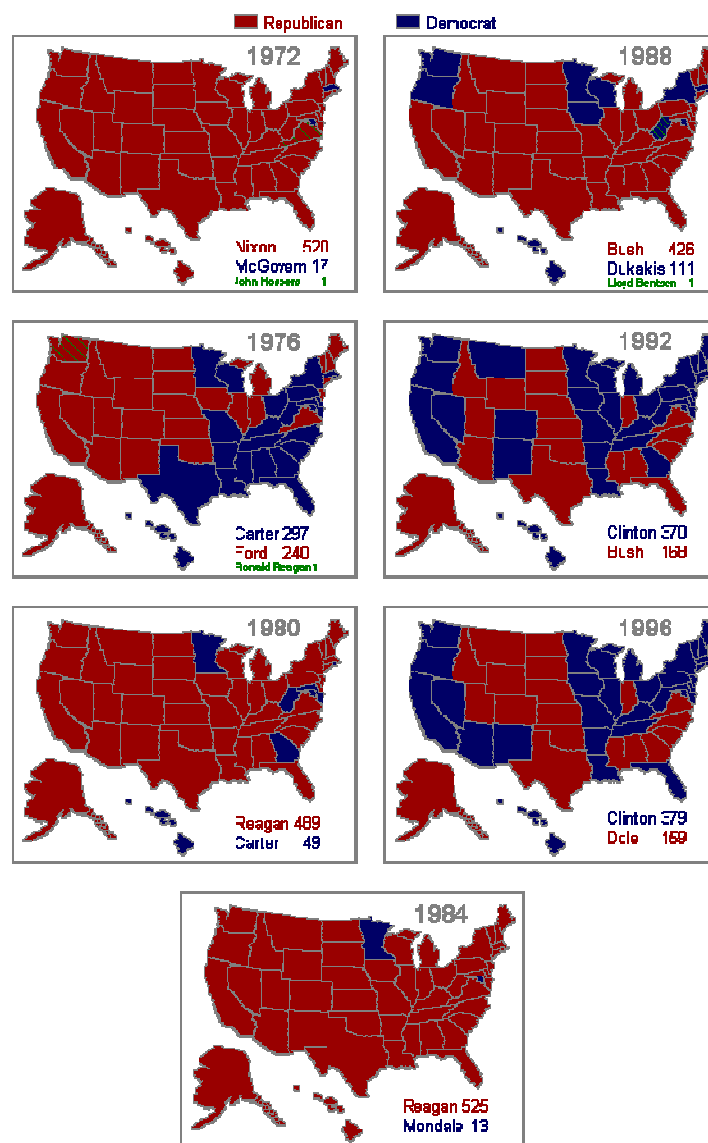 Republican Democrat
1972
Nixon 520
McGovern 17
John Hospers 1
1988
Bush 426
Dukakis 111
Lloyd Bentsen 1
1976
Carter 297
Ford 240
Ronald Reagan 1
1992
Clinton 370
Bush 168
1980
Reagan 489
Carter 49
1996
Clinton 379
Dole 159
1984
Reagan 525
Mondale 13